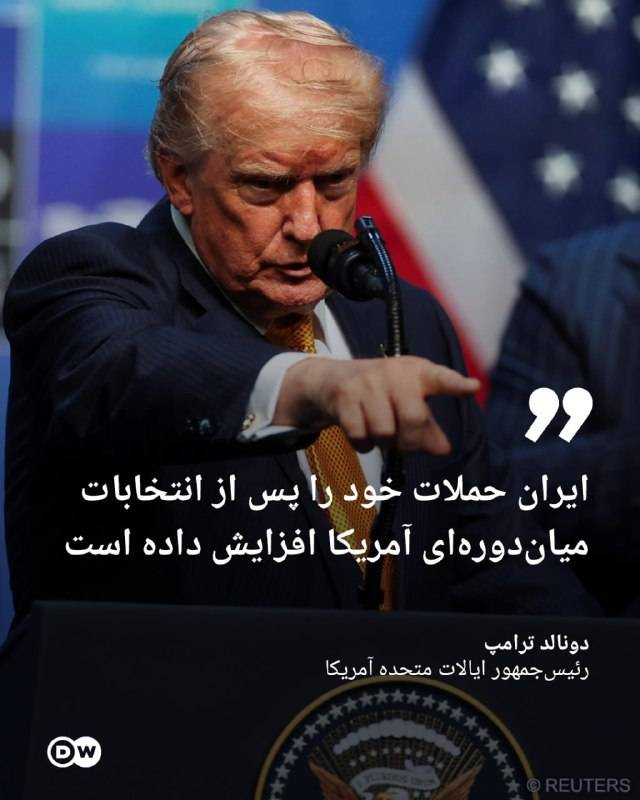 ایران حملات خود را پس از انتخابات
میان‌دوره‌ای آمریکا افزایش داده است
دونالد ترامپ
رئیس‌جمهور ایالات متحده آمریکا
DW
© REUTERS